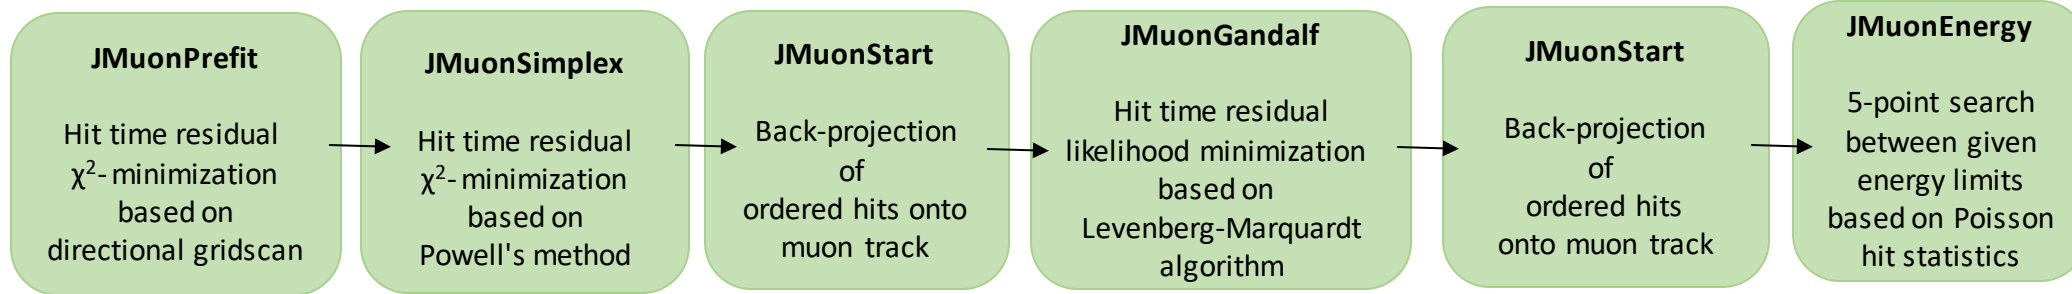 JMuonPrefit
Hit time residual
χ²- minimization
based on
directional gridscan
JMuonSimplex
Hit time residual
χ²- minimization
based on
Powell's method
JMuonStart
Back-projection
of
ordered hits onto
muon track
JMuonGandalf
Hit time residual
likelihood minimization
based on
Levenberg-Marquardt
algorithm
JMuonStart
Back-projection
of
ordered hits
onto muon track
JMuonEnergy
5-point search
between given
energy limits
based on Poisson
hit statistics